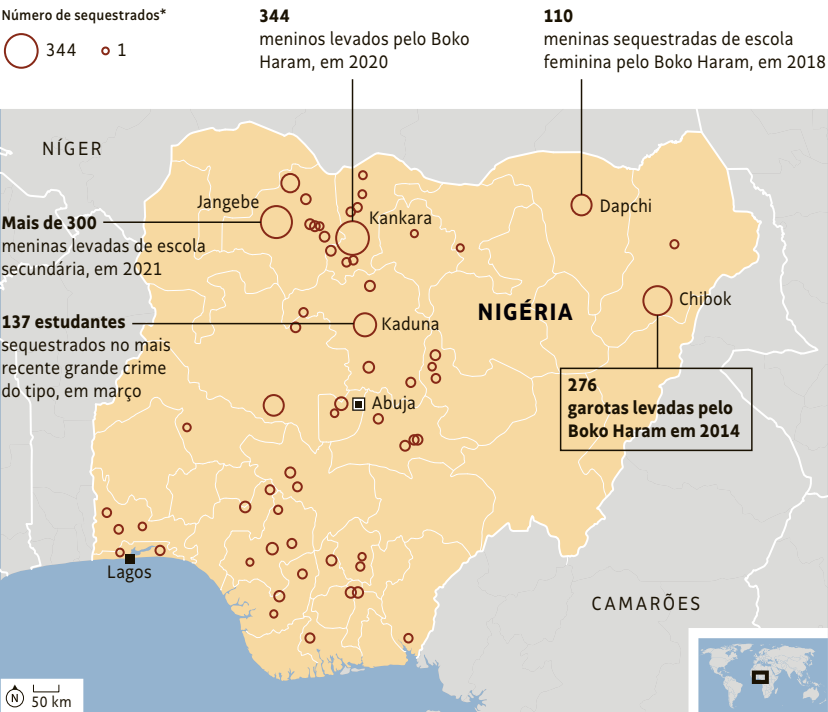 Número de sequestrados*
344
1
344
meninos levados pelo Boko
Haram, em 2020
110
meninas sequestradas de escola
feminina pelo Boko Haram, em 2018
NÍGER
Jangebe
Kankara
Dapchi
Mais de 300
meninas levadas de escola
secundária, em 2021
NIGÉRIA
Chibok
137 estudantes
sequestrados no mais
recente grande crime
do tipo, em março
Kaduna
276
garotas levadas pelo
Boko Haram em 2014
Abuja
Lagos
CAMARÕES
N
50 km